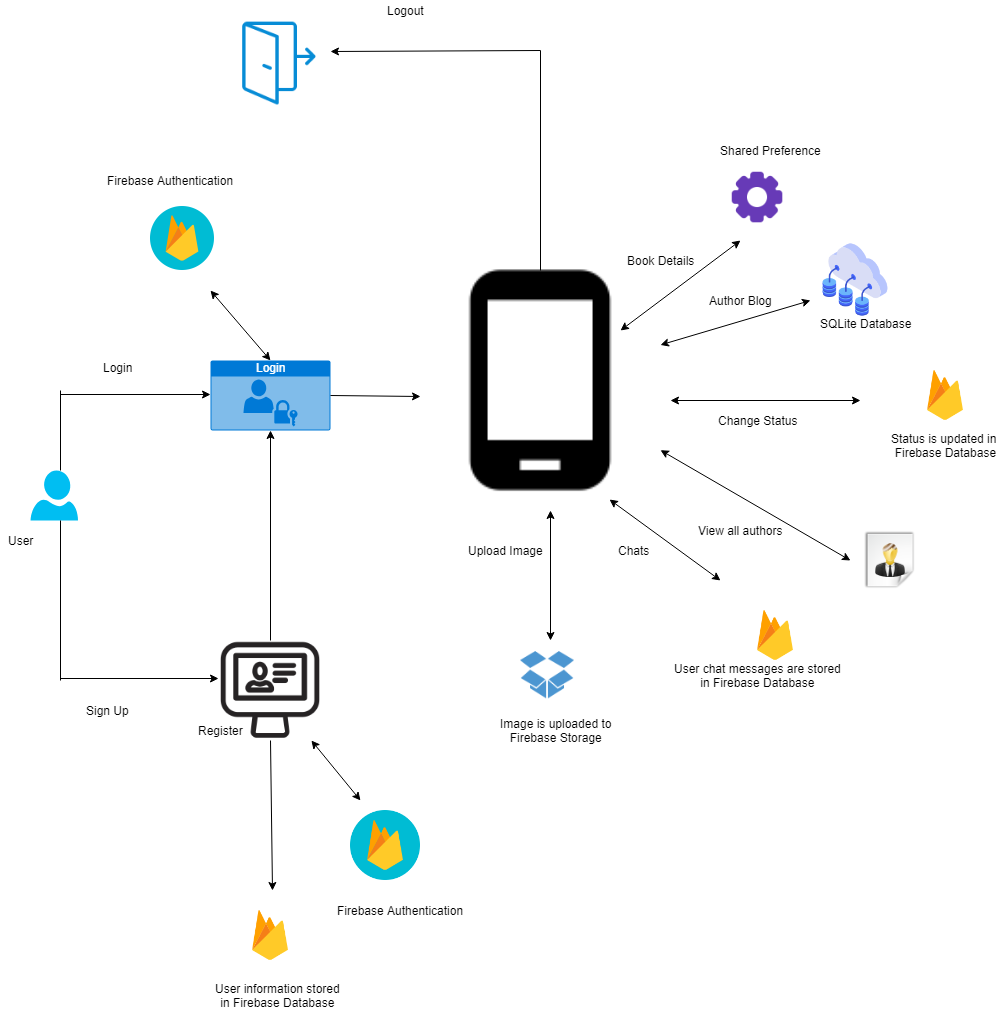 Logout
Shared Preference
Firebase Authentication
Book Details
Author Blog
SQLite Database
Login
Login
Change Status
Status is updated in
Firebase Database
User
Upload Image
Chats
View all authors
User chat messages are stored
in Firebase Database
Sign Up
Register
Image is uploaded to
Firebase Storage
Firebase Authentication
User information stored
in Firebase Database